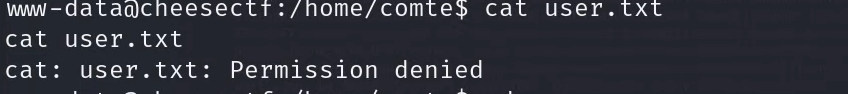 www-data@cheesectf:/home/comte$ cat user.txt
cat user.txt
cat: user.txt: Permission denied